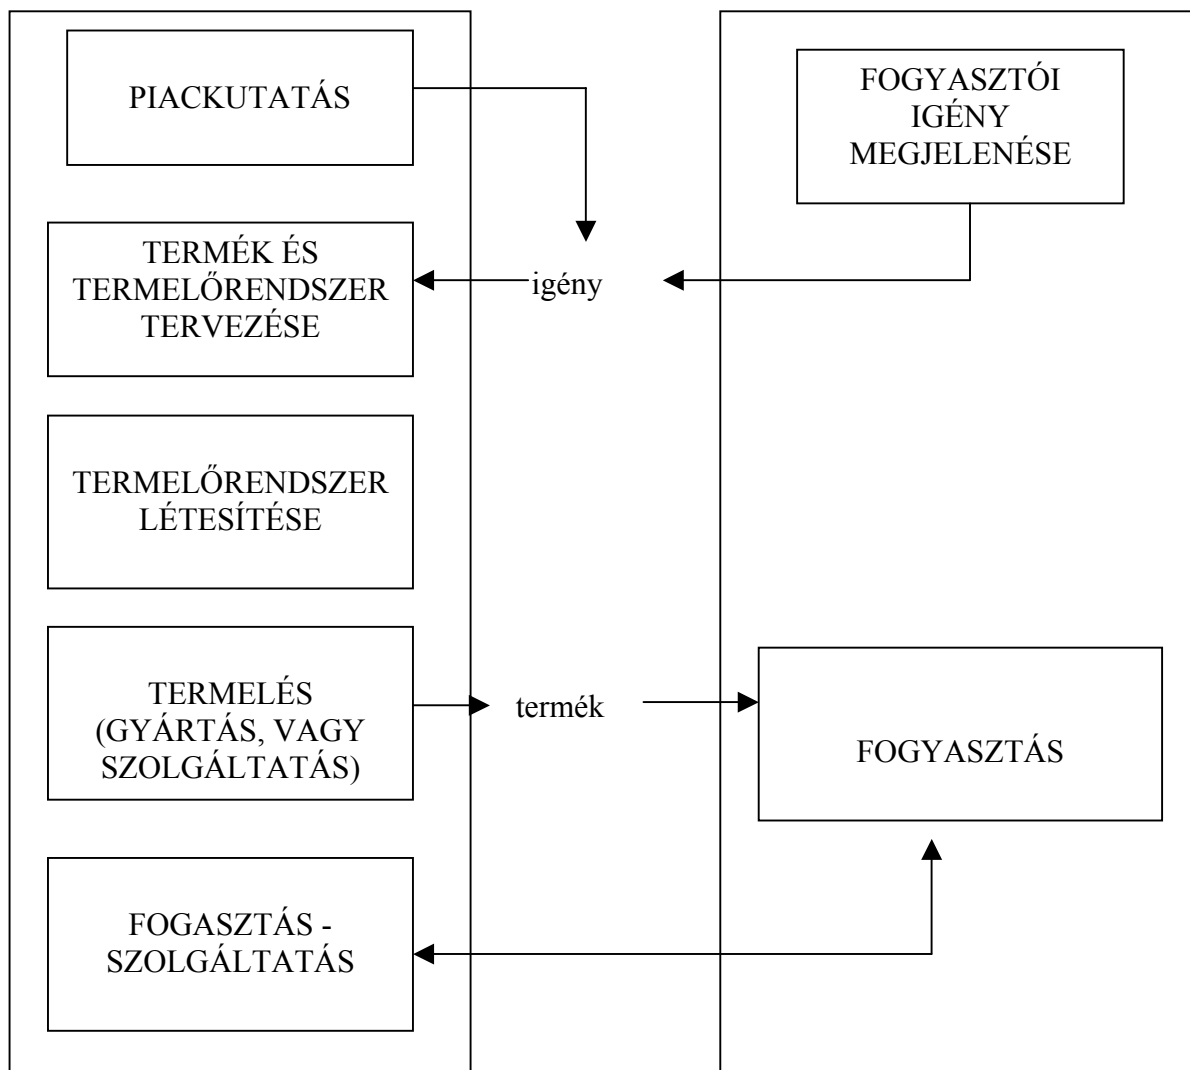 PIACKUTATÁS
FOGYASZTÓI
IGÉNY
MEGJELENÉSE
TERMÉK ÉS
TERMELŐRENDSZER
TERVEZÉSE
igény
TERMELŐRENDSZER
LÉTESÍTÉSE
TERMELÉS
(GYÁRTÁS, VAGY
SZOLGÁLTATÁS)
termék
FOGYASZTÁS
FOGASZTÁS -
SZOLGÁLTATÁS